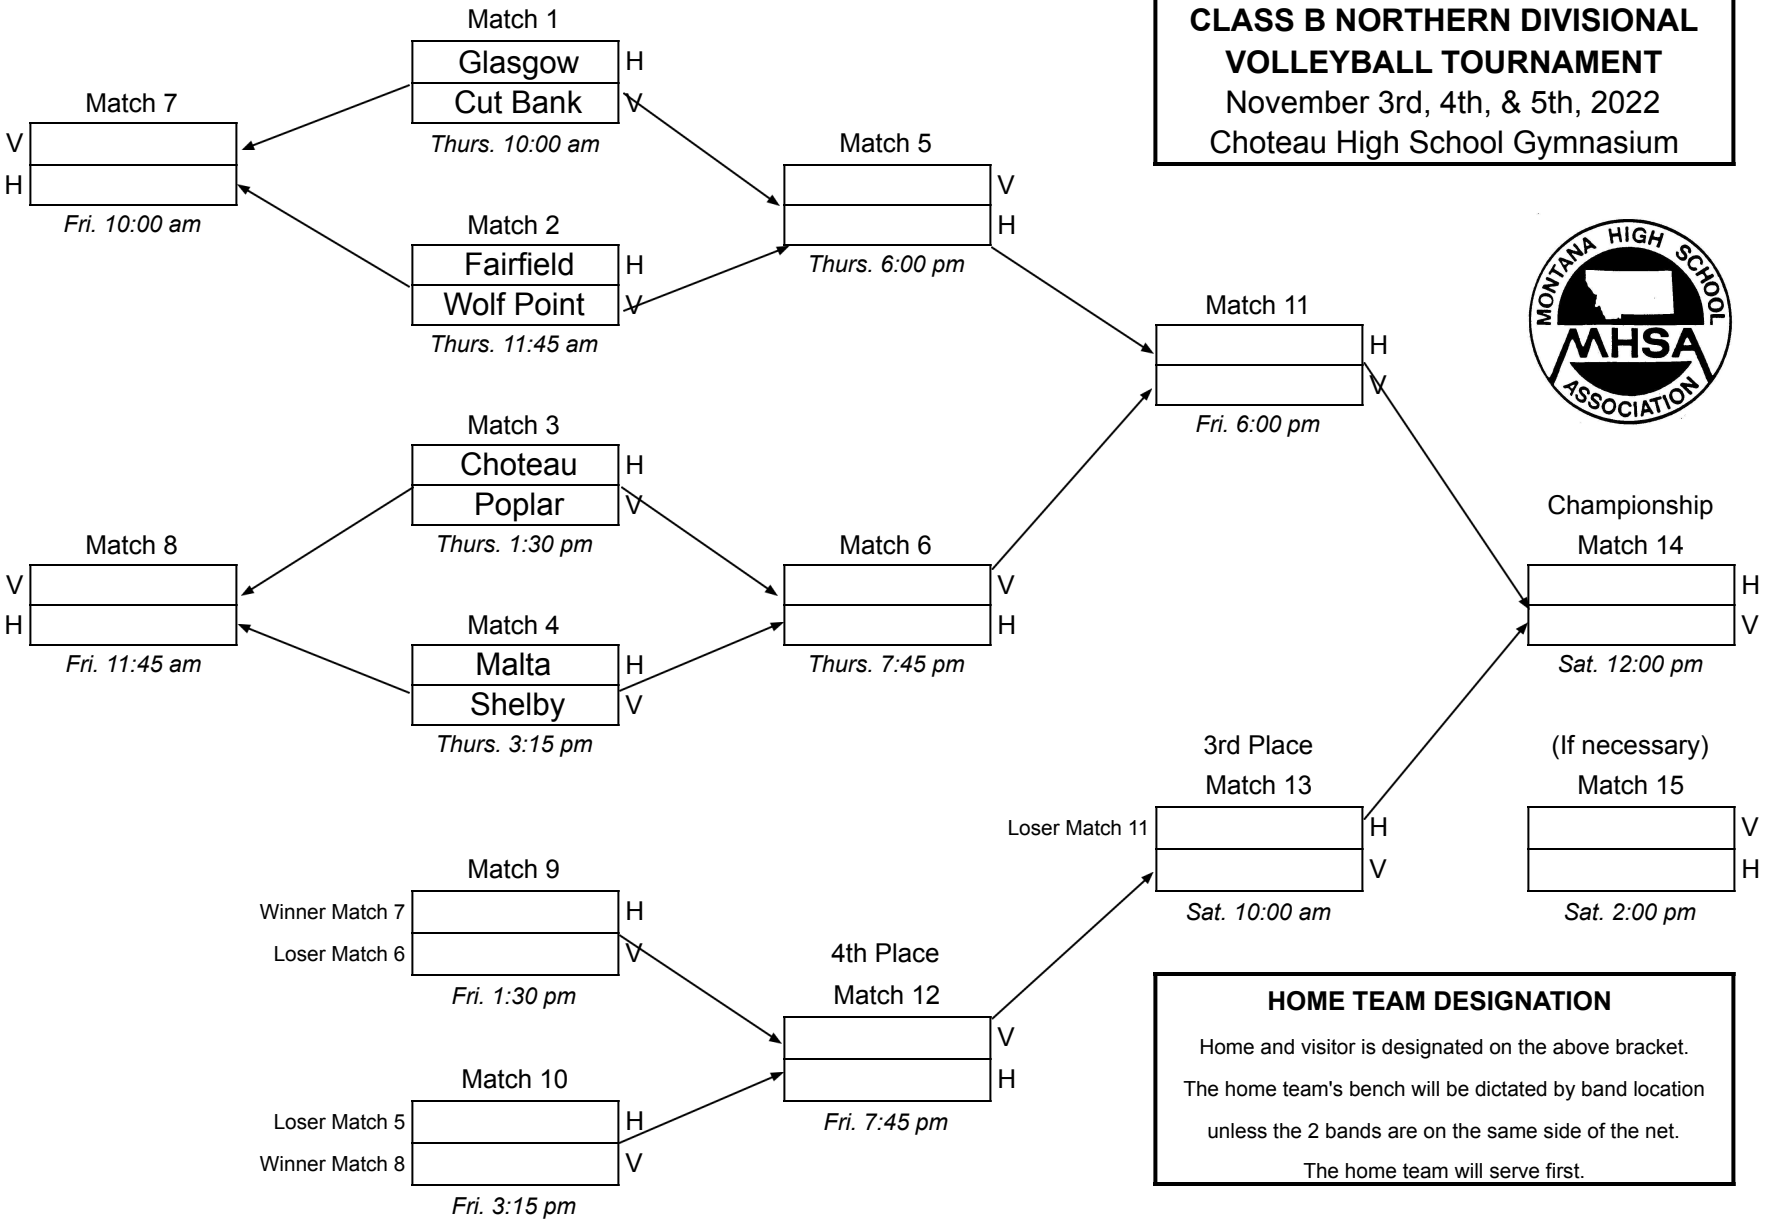 CLASS B NORTHERN DIVISIONAL
VOLLEYBALL TOURNAMENT
November 3rd, 4th, & 5th, 2022
Choteau High School Gymnasium
MONTANA HIGH SCHOOL
MHSA
ASSOCIATION
Match 1
Glasgow H
Cut Bank V
Thurs. 10:00 am
Match 7
V
H
Fri. 10:00 am
Match 2
Fairfield H
Wolf Point V
Thurs. 11:45 am
Match 5
V
H
Thurs. 6:00 pm
Match 11
H
V
Fri. 6:00 pm
Match 3
Choteau H
Poplar V
Thurs. 1:30 pm
Match 8
V
H
Fri. 11:45 am
Match 4
Malta H
Shelby V
Thurs. 3:15 pm
Match 6
V
H
Thurs. 7:45 pm
Championship
Match 14
H
V
Sat. 12:00 pm
3rd Place
Match 13
Loser Match 11 H
V
Sat. 10:00 am
(If necessary)
Match 15
V
H
Sat. 2:00 pm
Match 9
Winner Match 7 H
Loser Match 6 V
Fri. 1:30 pm
4th Place
Match 12
V
H
Fri. 7:45 pm
Match 10
Loser Match 5 H
Winner Match 8 V
Fri. 3:15 pm
HOME TEAM DESIGNATION
Home and visitor is designated on the above bracket.
The home team's bench will be dictated by band location
unless the 2 bands are on the same side of the net.
The home team will serve first.